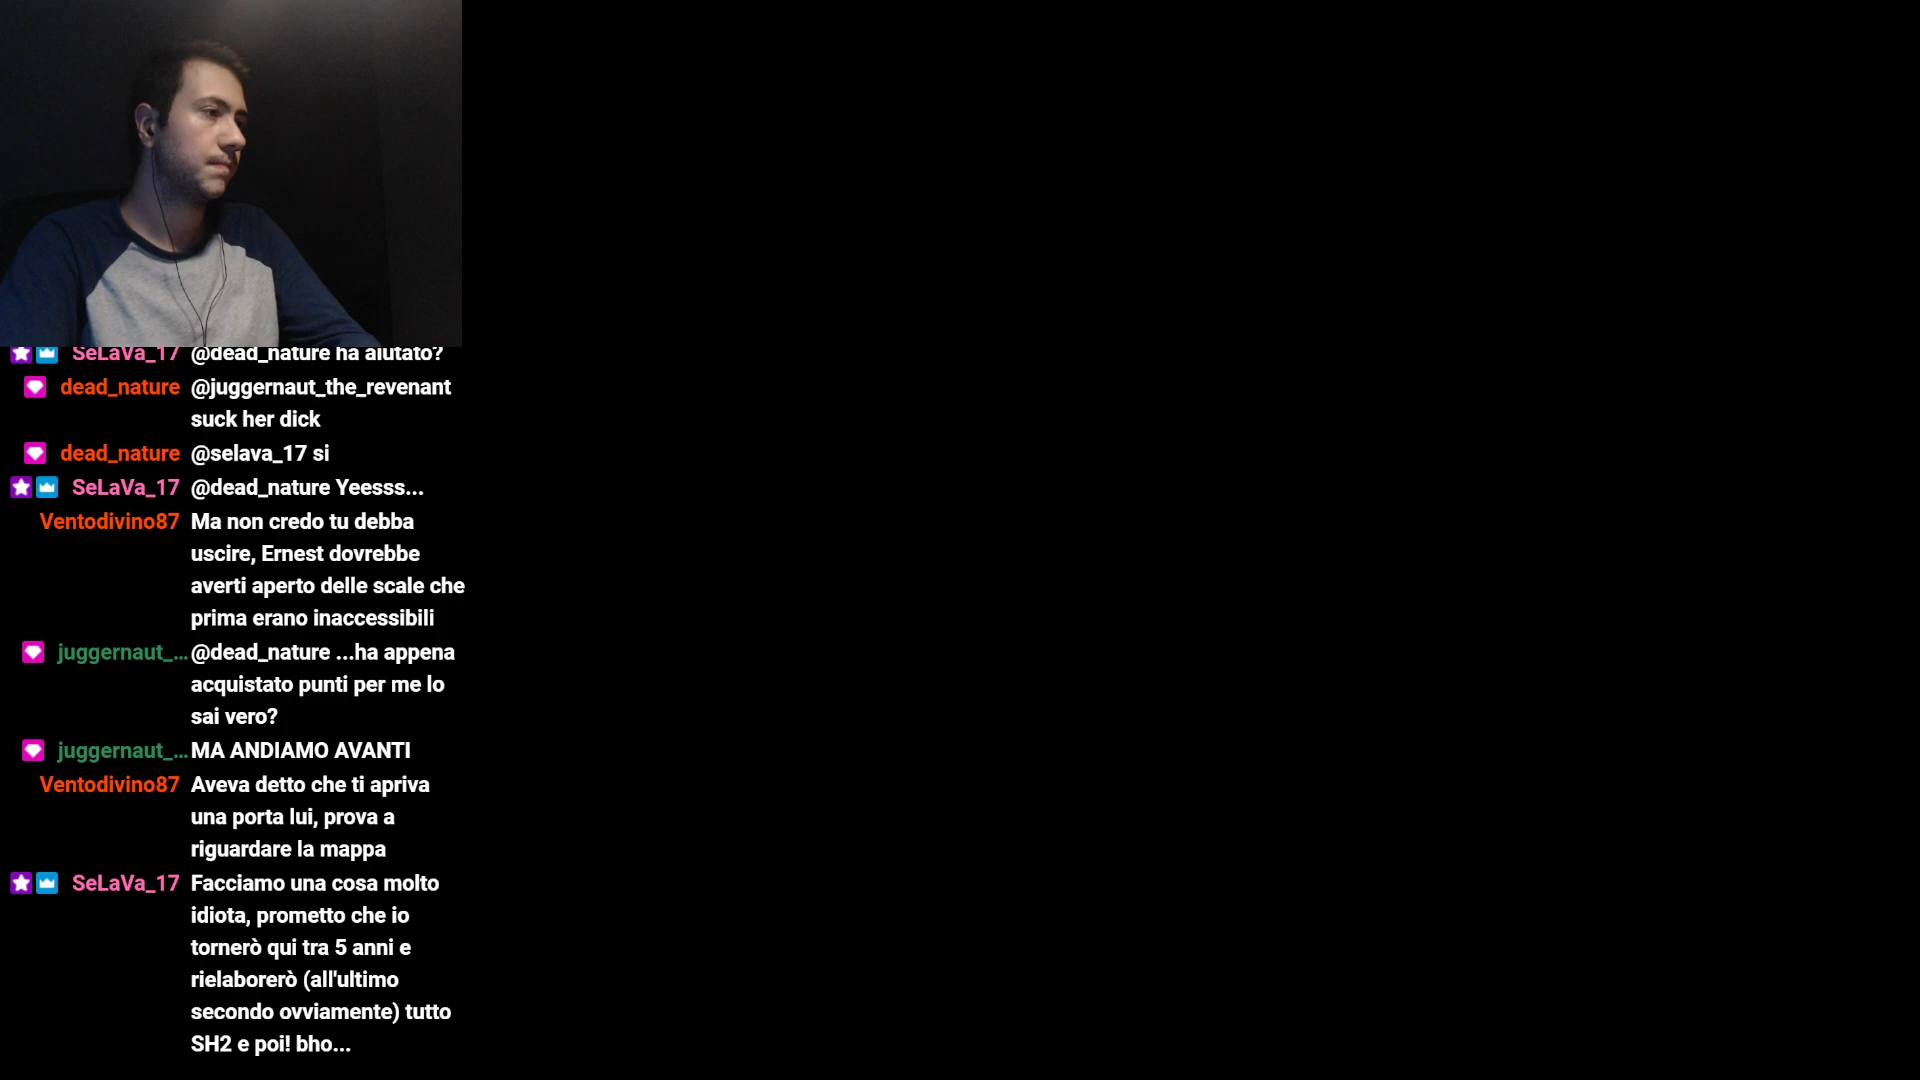 SeLaVa_17 @dead_nature ha aiutato?
dead_nature @juggernaut_the_revenant
suck her dick
dead_nature @selava_17 si
SeLaVa_17 @dead_nature Yeesss...
Ventodivino87 Ma non credo tu debba
uscire, Ernest dovrebbe
averti aperto delle scale che
prima erano inaccessibili
juggernaut_... @dead_nature ...ha appena
acquistato punti per me lo
sai vero?
juggernaut_... MA ANDIAMO AVANTI
Ventodivino87 Aveva detto che ti apriva
una porta lui, prova a
riguardare la mappa
SeLaVa_17 Facciamo una cosa molto
idiota, prometto che io
tornerò qui tra 5 anni e
rielaborerò (all'ultimo
secondo ovviamente) tutto
SH2 e poi! bho...